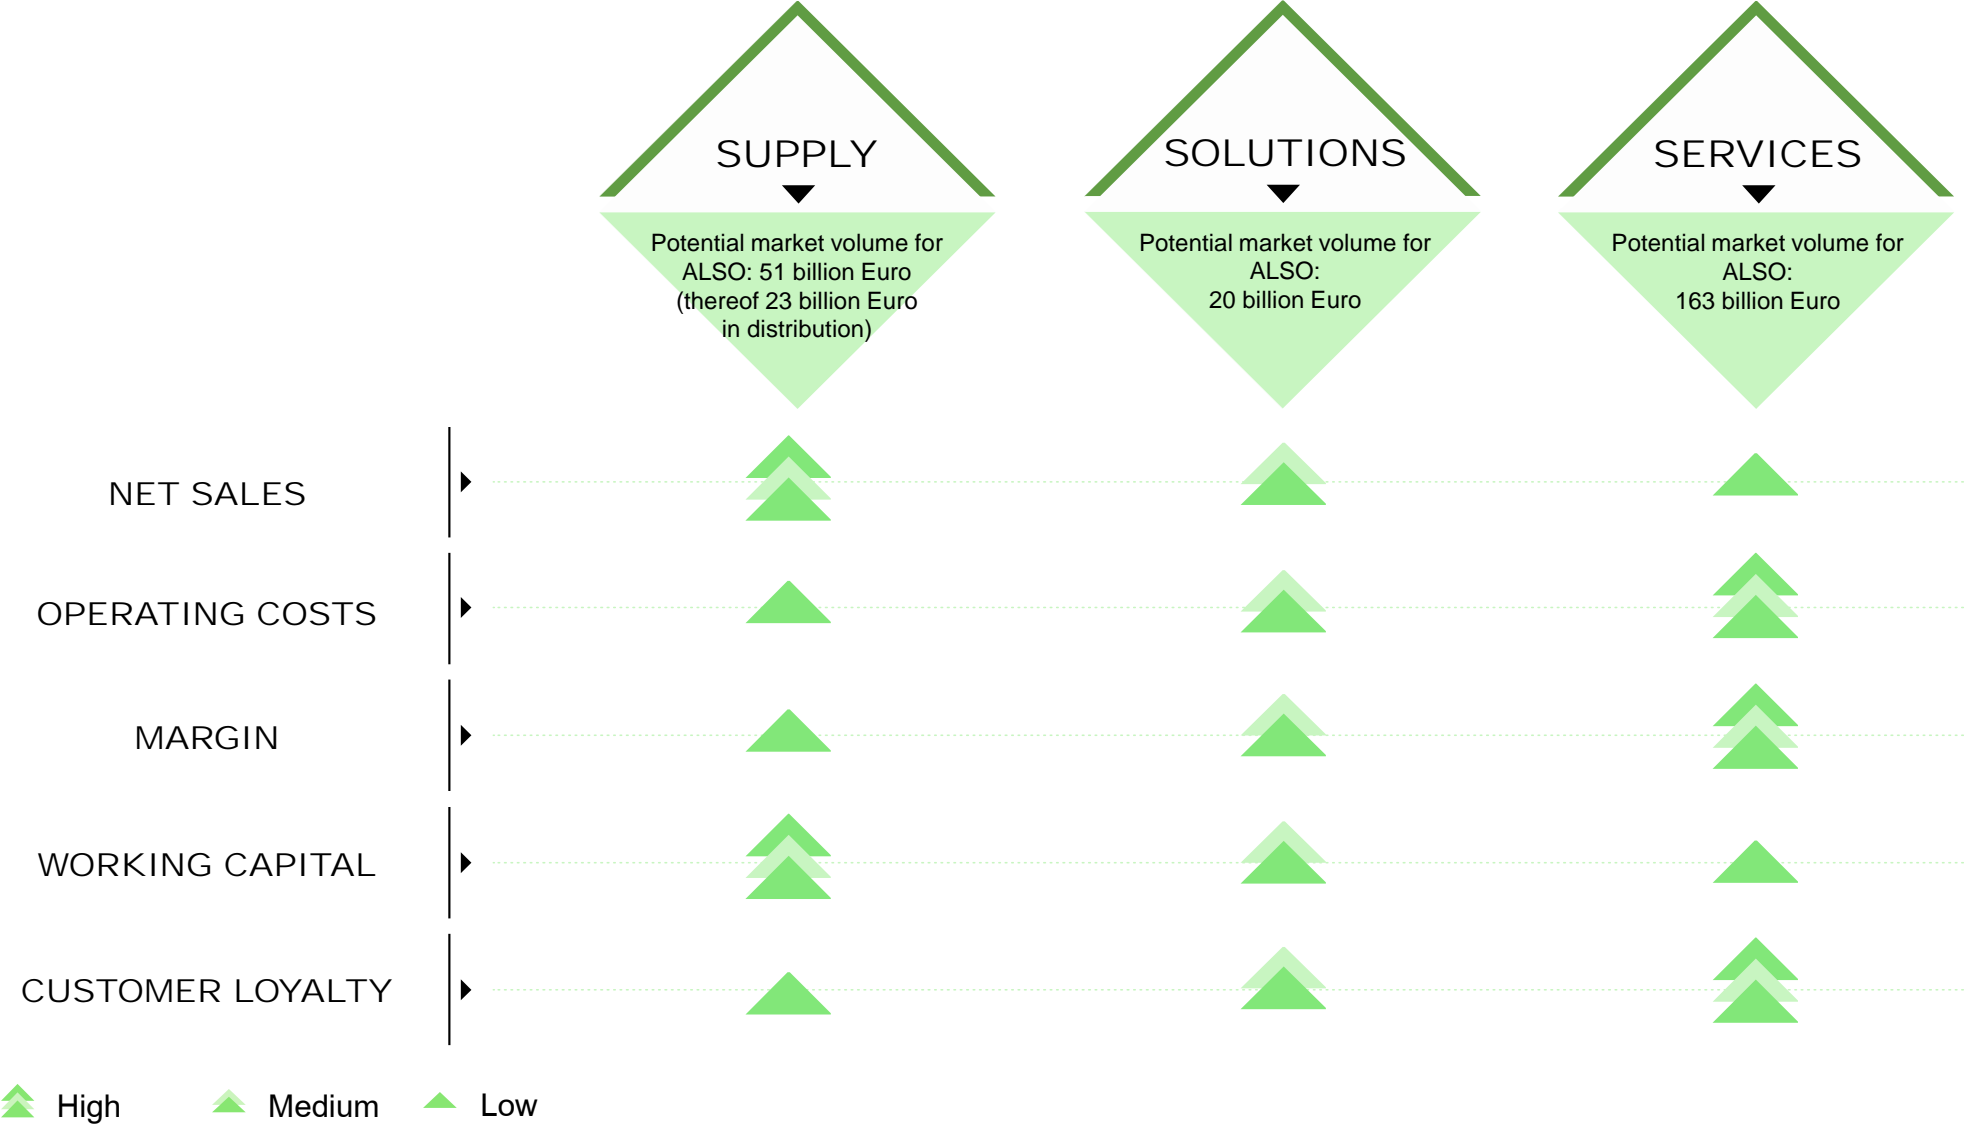 SUPPLY
SOLUTIONS
SERVICES
Potential market volume for
ALSO: 51 billion Euro
(thereof 23 billion Euro
in distribution)
Potential market volume for
ALSO:
20 billion Euro
Potential market volume for
ALSO:
163 billion Euro
NET SALES
OPERATING COSTS
MARGIN
WORKING CAPITAL
CUSTOMER LOYALTY
High
Medium
Low